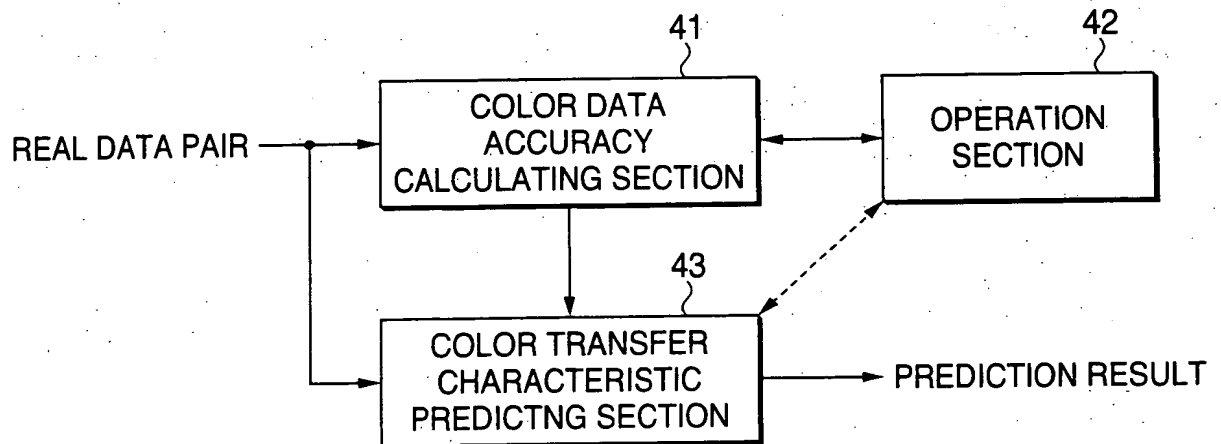 41
42
COLOR DATA
ACCURACY
CALCULATING SECTION
OPERATION
SECTION
REAL DATA PAIR
43
COLOR TRANSFER
CHARACTERISTIC
PREDICTNG SECTION
PREDICTION RESULT